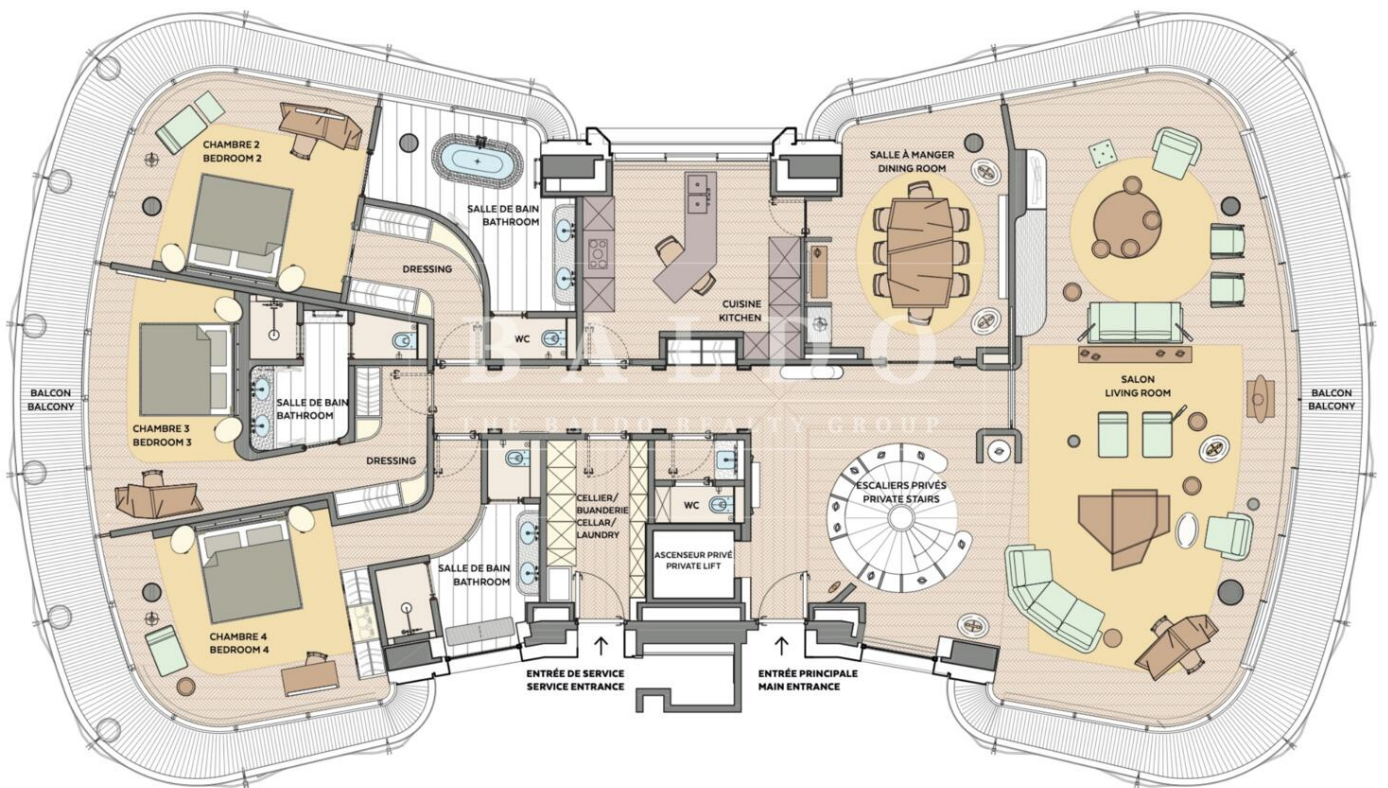 CHAMBRE 2
BEDROOM 2
SALLE DE BAIN
BATHROOM
DRESSING
WC
CUISINE
KITCHEN
SALLE À MANGER
DINING ROOM
BALCON
BALCONY
CHAMBRE 3
BEDROOM 3
SALLE DE BAIN
BATHROOM
DRESSING
BALDO
THE BALDO REALTY GROUP
SALON
LIVING ROOM
BALCON
BALCONY
CHAMBRE 4
BEDROOM 4
SALLE DE BAIN
BATHROOM
CELLIER/
BUANDERIE
CELLAR/
LAUNDRY
WC
ASCENSEUR PRIVÉ
PRIVATE LIFT
ESCALIERS PRIVÉS
PRIVATE STAIRS
ENTRÉE DE SERVICE
SERVICE ENTRANCE
ENTRÉE PRINCIPALE
MAIN ENTRANCE